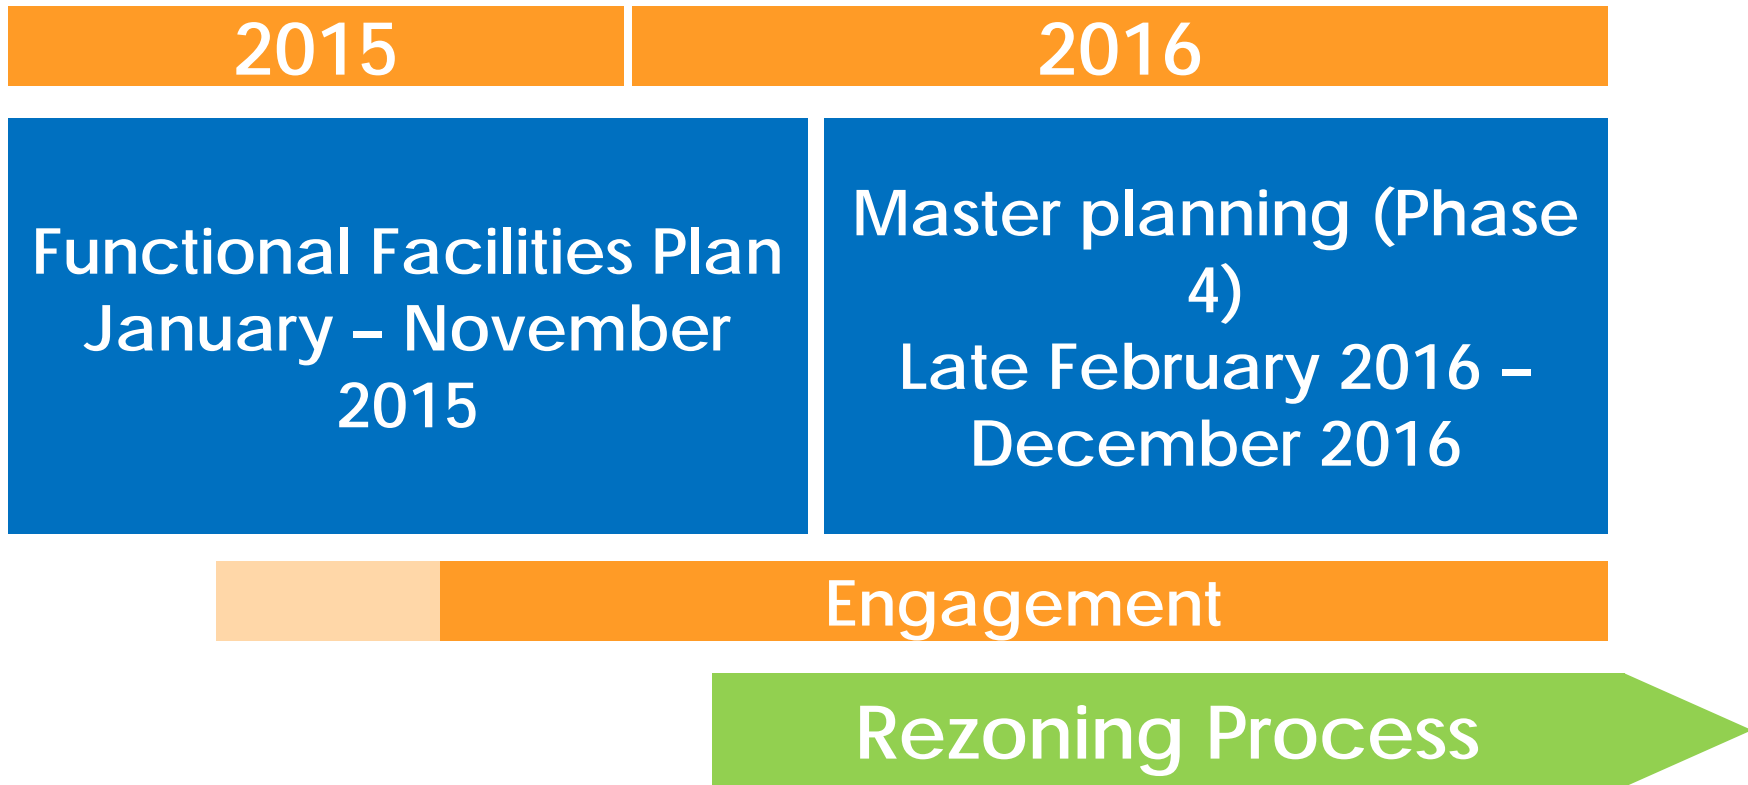 2015
2016
Functional Facilities Plan
January – November
2015
Master planning (Phase
4)
Late February 2016 –
December 2016
Engagement
Rezoning Process